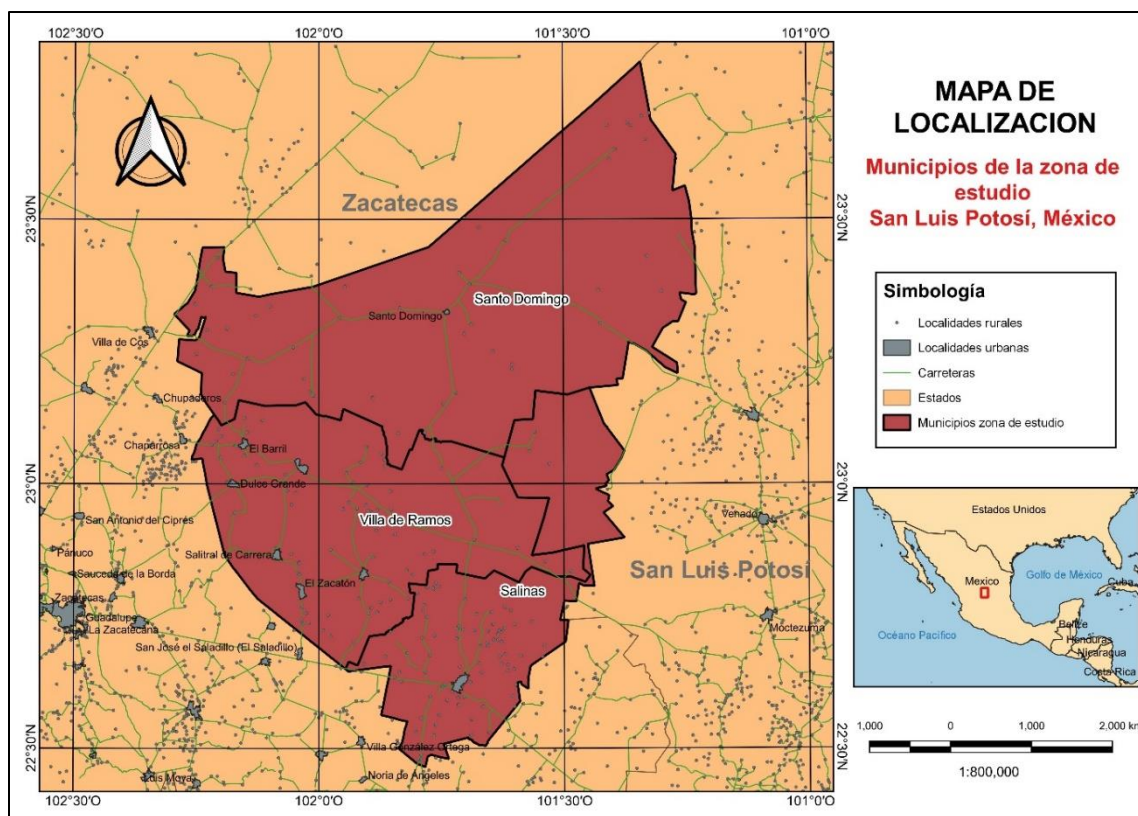 102°30'O
102°0'O
101°30'O
101°0'O
23°30'N
23°0'N
22°30'N
Zacatecas
Santo Domingo
Santo Domingo
Villa de Cos
Chupaderos
Chaparrosa
El Barril
Dulce Grande
San Antonio del Ciprés
Villa de Ramos
Venado
Pánuco
Salitral de Carrera
Sauceda de la Borda
El Zacatón
Salinas
San Luis Potosí
Zacatecas
Guadalupe
La Zacatecana
Moctezuma
San José el Saladillo (El Saladillo)
Villa González Ortega
Luis Moya
Noria de Ángeles
23°30'N
23°0'N
22°30'N
102°30'O
102°0'O
101°30'O
101°0'O
MAPA DE
LOCALIZACION
Municipios de la zona de
estudio
San Luis Potosí, México
Simbología
Localidades rurales
Localidades urbanas
Carreteras
Estados
Municipios zona de estudio
Estados Unidos
Mexico
Golfo de México
Cuba
Océano Pacifico
Belice
Honduras
Nicaragua
Costa Rica
1,000 0 1,000 2,000 km
1:800,000